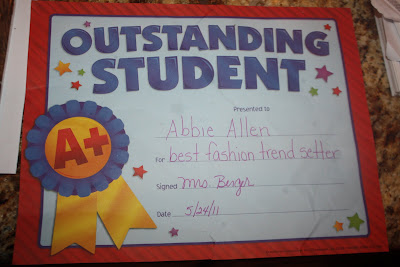 OUTSTANDING
STUDENT
Presented to
Abbie Allen
For best fashion trend setter
A+
Signed Mrs Berger
Date 5/24/11